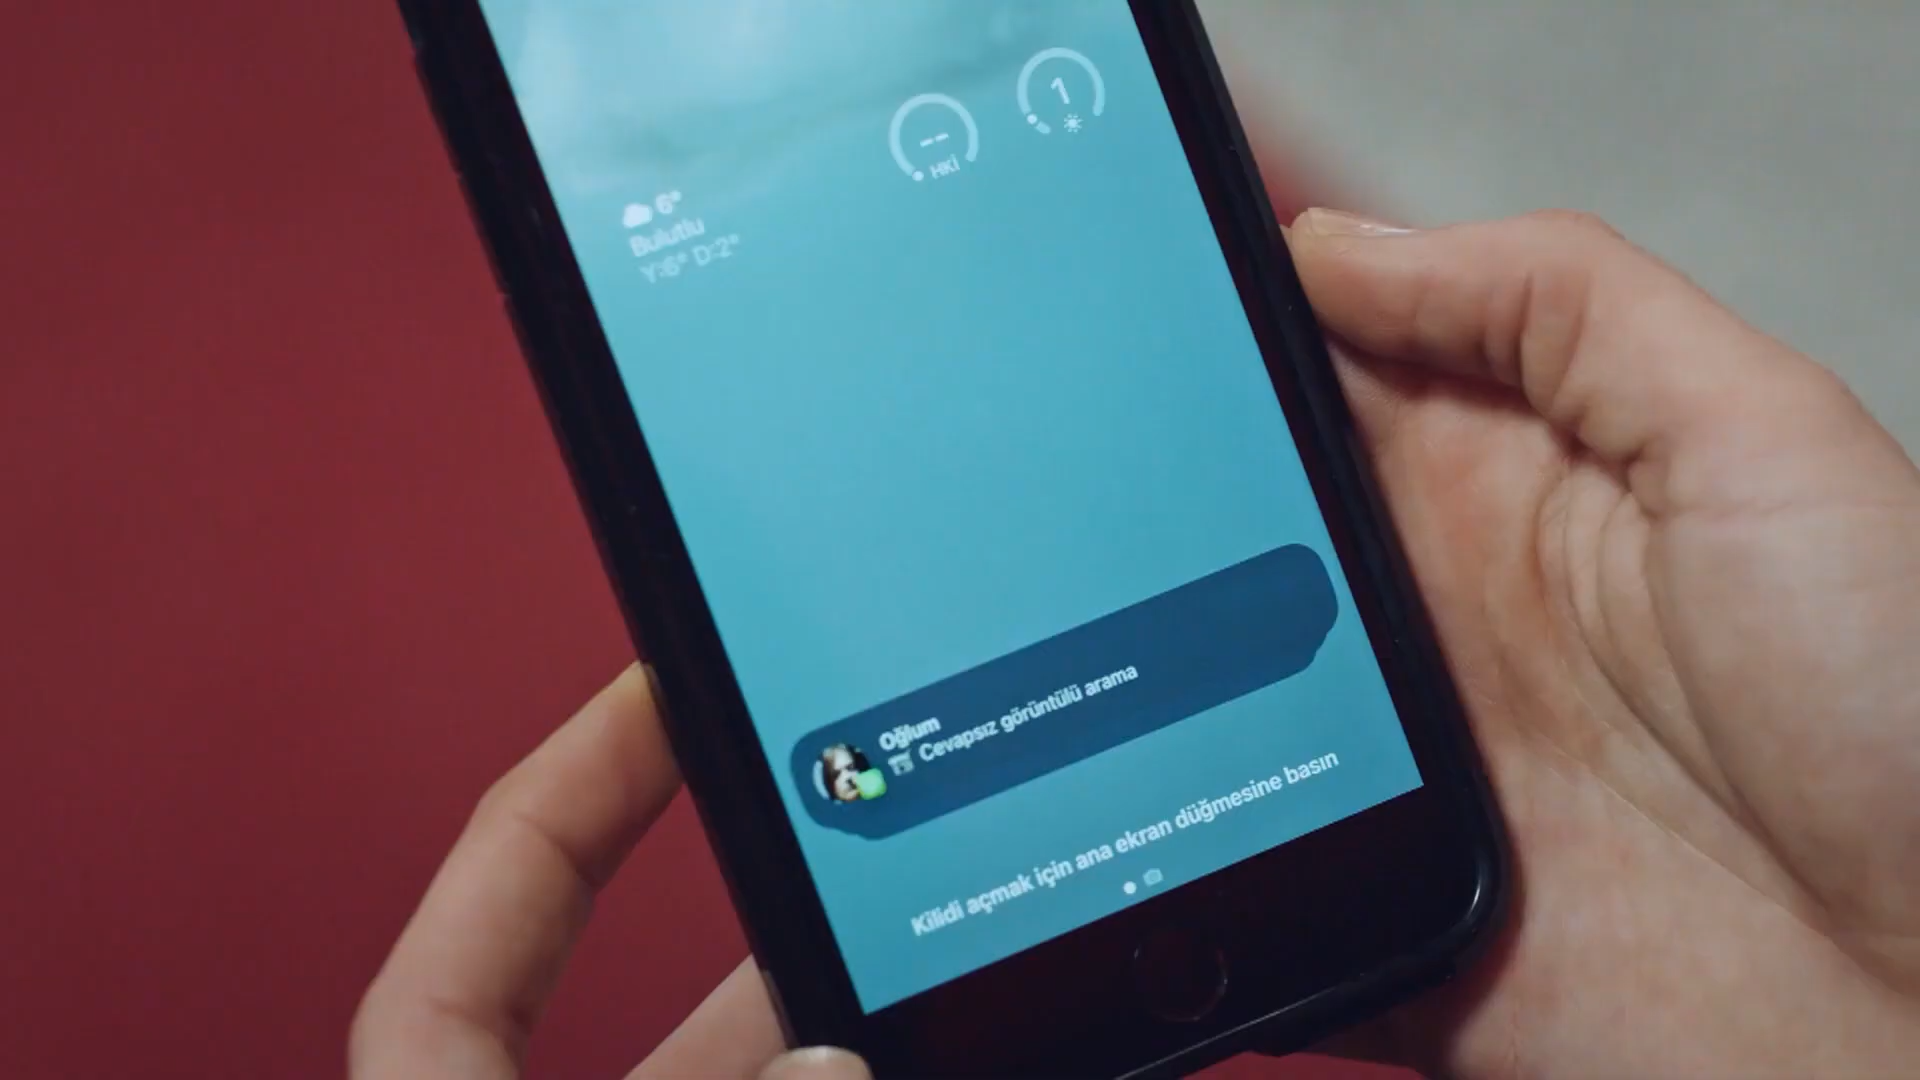 6°
Bulutlu
Y:6° D:2°
--
HKİ
1
Oğlum
Cevapsız görüntülü arama
Kilidi açmak için ana ekran düğmesine basın